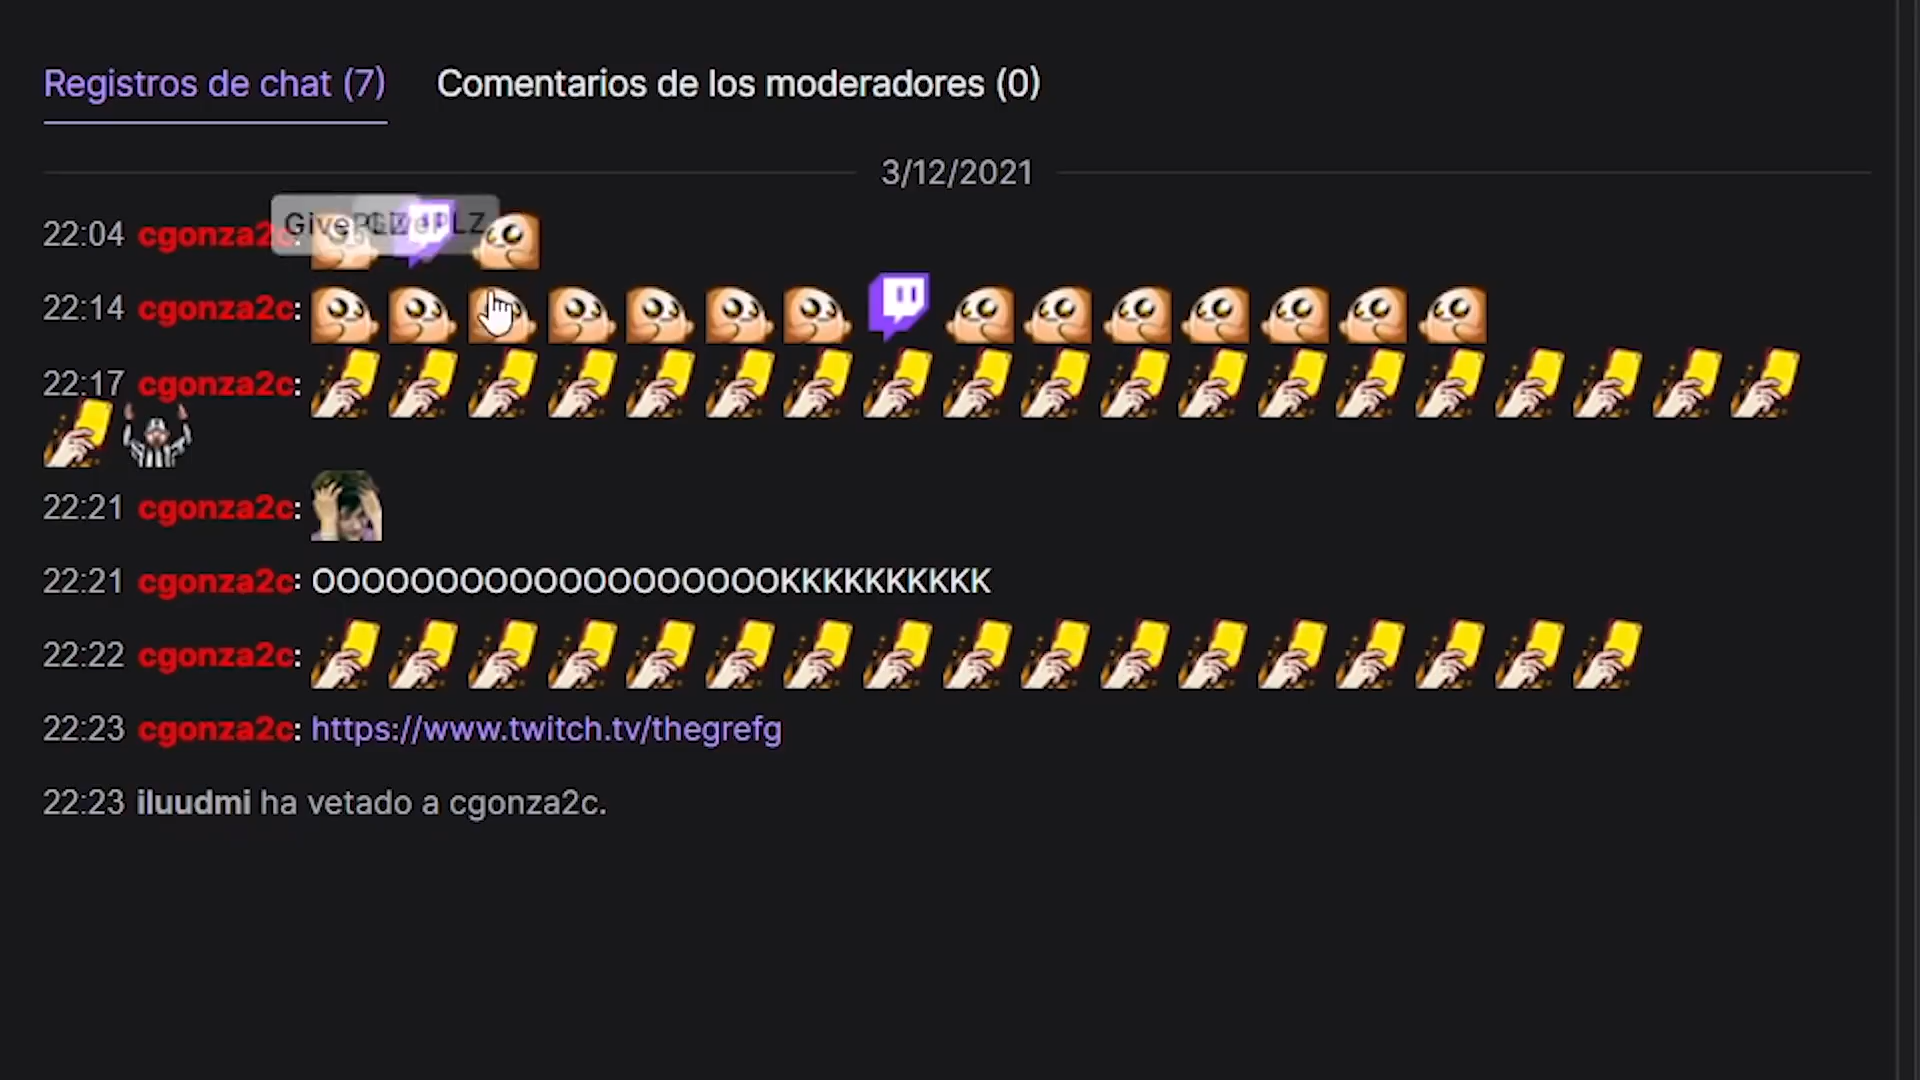 Registros de chat (7) Comentarios de los moderadores (0)
3/12/2021
22:04 cgonza2c: GivePLZ
22:14 cgonza2c:
22:17 cgonza2c:
22:21 cgonza2c:
22:21 cgonza2c: OOOOOOOOOOOOOOOOOOOKKKKKKKKKK
22:22 cgonza2c:
22:23 cgonza2c: https://www.twitch.tv/thegrefg
22:23 iluudmi ha vetado a cgonza2c.